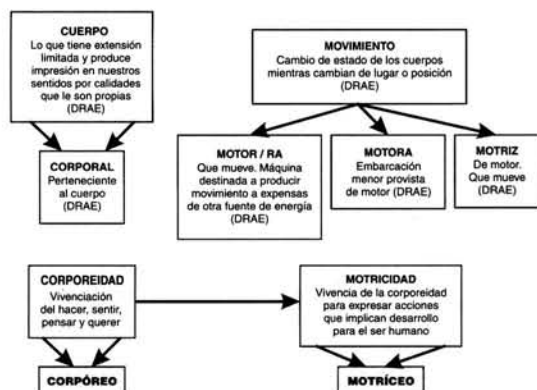 CUERPO
Lo que tiene extensión
limitada y produce
impresión en nuestros
sentidos por calidades
que le son propias
(DRAE)
CORPORAL
Perteneciente
al cuerpo
(DRAE)
MOVIMIENTO
Cambio de estado de los cuerpos
mientras cambian de lugar o posición
(DRAE)
MOTOR / RA
Que mueve. Máquina
destinada a producir
movimiento a expensas
de otra fuente de energía
(DRAE)
MOTORA
Embarcación
menor provista
de motor (DRAE)
MOTRIZ
De motor.
Que mueve
(DRAE)
CORPOREIDAD
Vivenciación
del hacer, sentir,
pensar y querer
CORPÓREO
MOTRICIDAD
Vivencia de la corporeidad
para expresar acciones
que implican desarrollo
para el ser humano
MOTRÍCEO